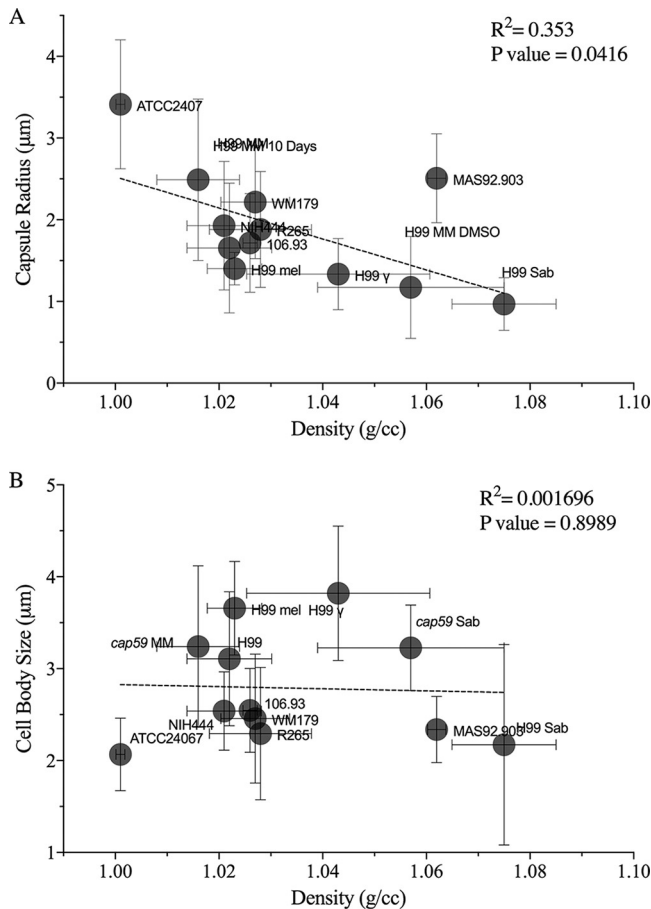 A
R²= 0.353
P value = 0.0416
4
3
2
1
0
Capsule Radius (μm)
ATCC2407
H99 MM
H99 MM 10 Days
WM179
NIH444
R265
106.93
H99 mel
H99 γ
MAS92.903
H99 MM DMSO
H99 Sab
1.00 1.02 1.04 1.06 1.08 1.10
Density (g/cc)
B
R²= 0.001696
P value = 0.8989
5
4
3
2
1
Cell Body Size (μm)
H99 mel
H99 γ
cap59 Sab
cap59 MM
H99
106.93
NIH444
WM179
R265
ATCC24067
MAS92.903
H99 Sab
1.00 1.02 1.04 1.06 1.08 1.10
Density (g/cc)